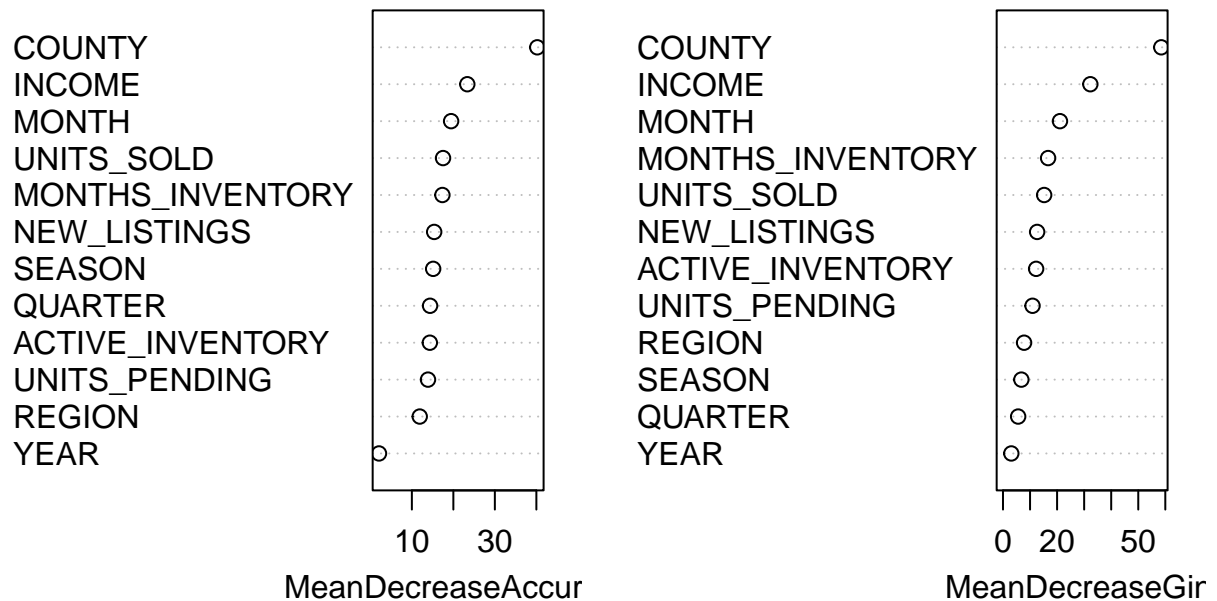 COUNTY
INCOME
MONTH
UNITS_SOLD
MONTHS_INVENTORY
NEW_LISTINGS
SEASON
QUARTER
ACTIVE_INVENTORY
UNITS_PENDING
REGION
YEAR
10 30
MeanDecreaseAccur
COUNTY
INCOME
MONTH
MONTHS_INVENTORY
UNITS_SOLD
NEW_LISTINGS
ACTIVE_INVENTORY
UNITS_PENDING
REGION
SEASON
QUARTER
YEAR
0 20 50
MeanDecreaseGin